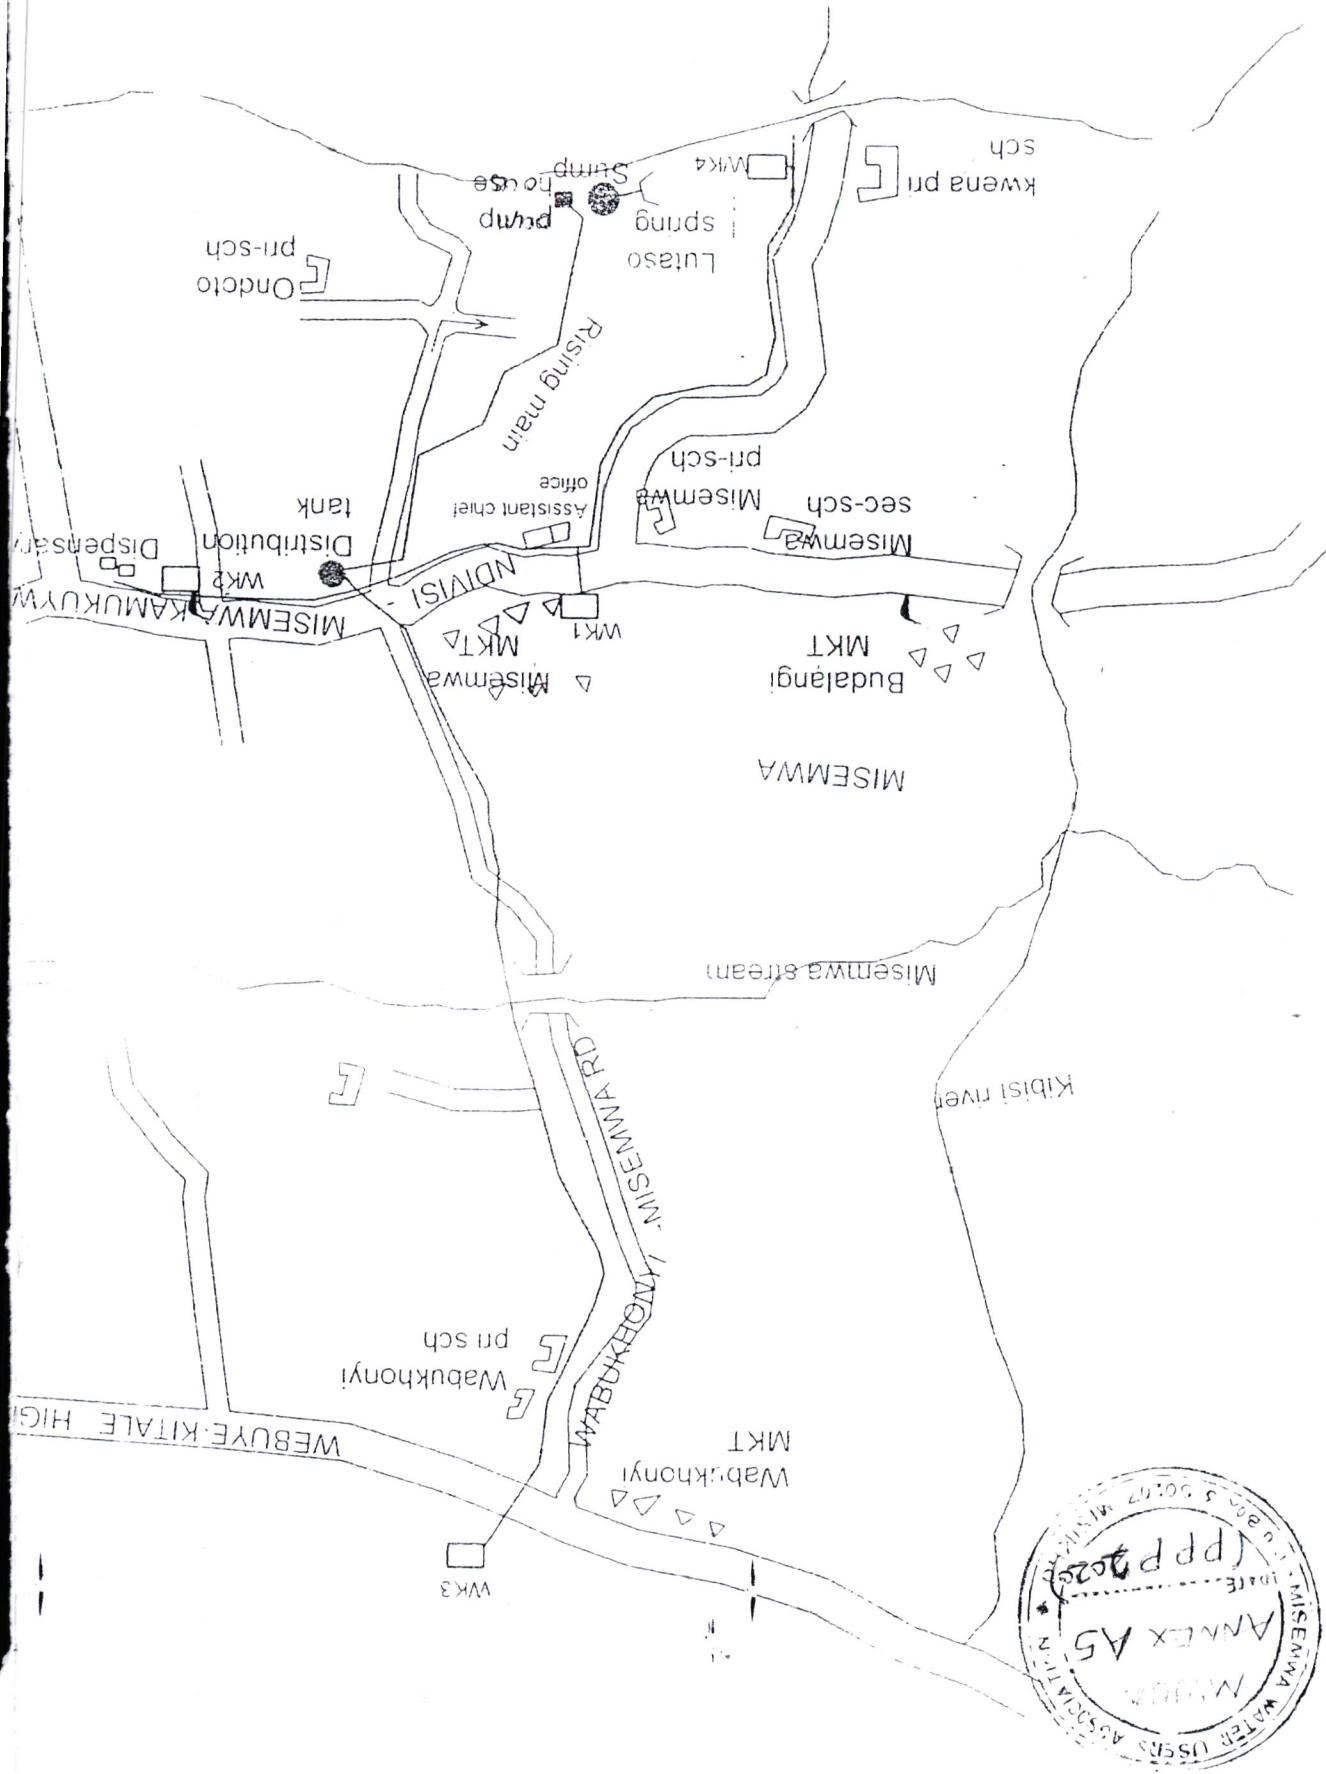 MISEMWA WATER USERS ASSOCIATION
ANNEX A5
DATE
(PPP 2020)
WK3
Wabukhonyi
MKT
WEBUYE-KITALE HIG
Wabukhonyi
pri sch
WABUKHONYI - MISEMWA RD
Kibisi river
Misemwa stream
MISEMWA
Budalangi
MKT
Misemwa
MKT
WK1
MISEMWA-KAMUKUYW
NDIVISI -
WK2
Dispensary
Distribution
tank
Misemwa
sec-sch
Misemwa
pri-sch
Assistant chief
office
Rising main
Ondoto
pri-sch
Lutaso
spring
pump
house
Sump
WK4
kwena pri
sch